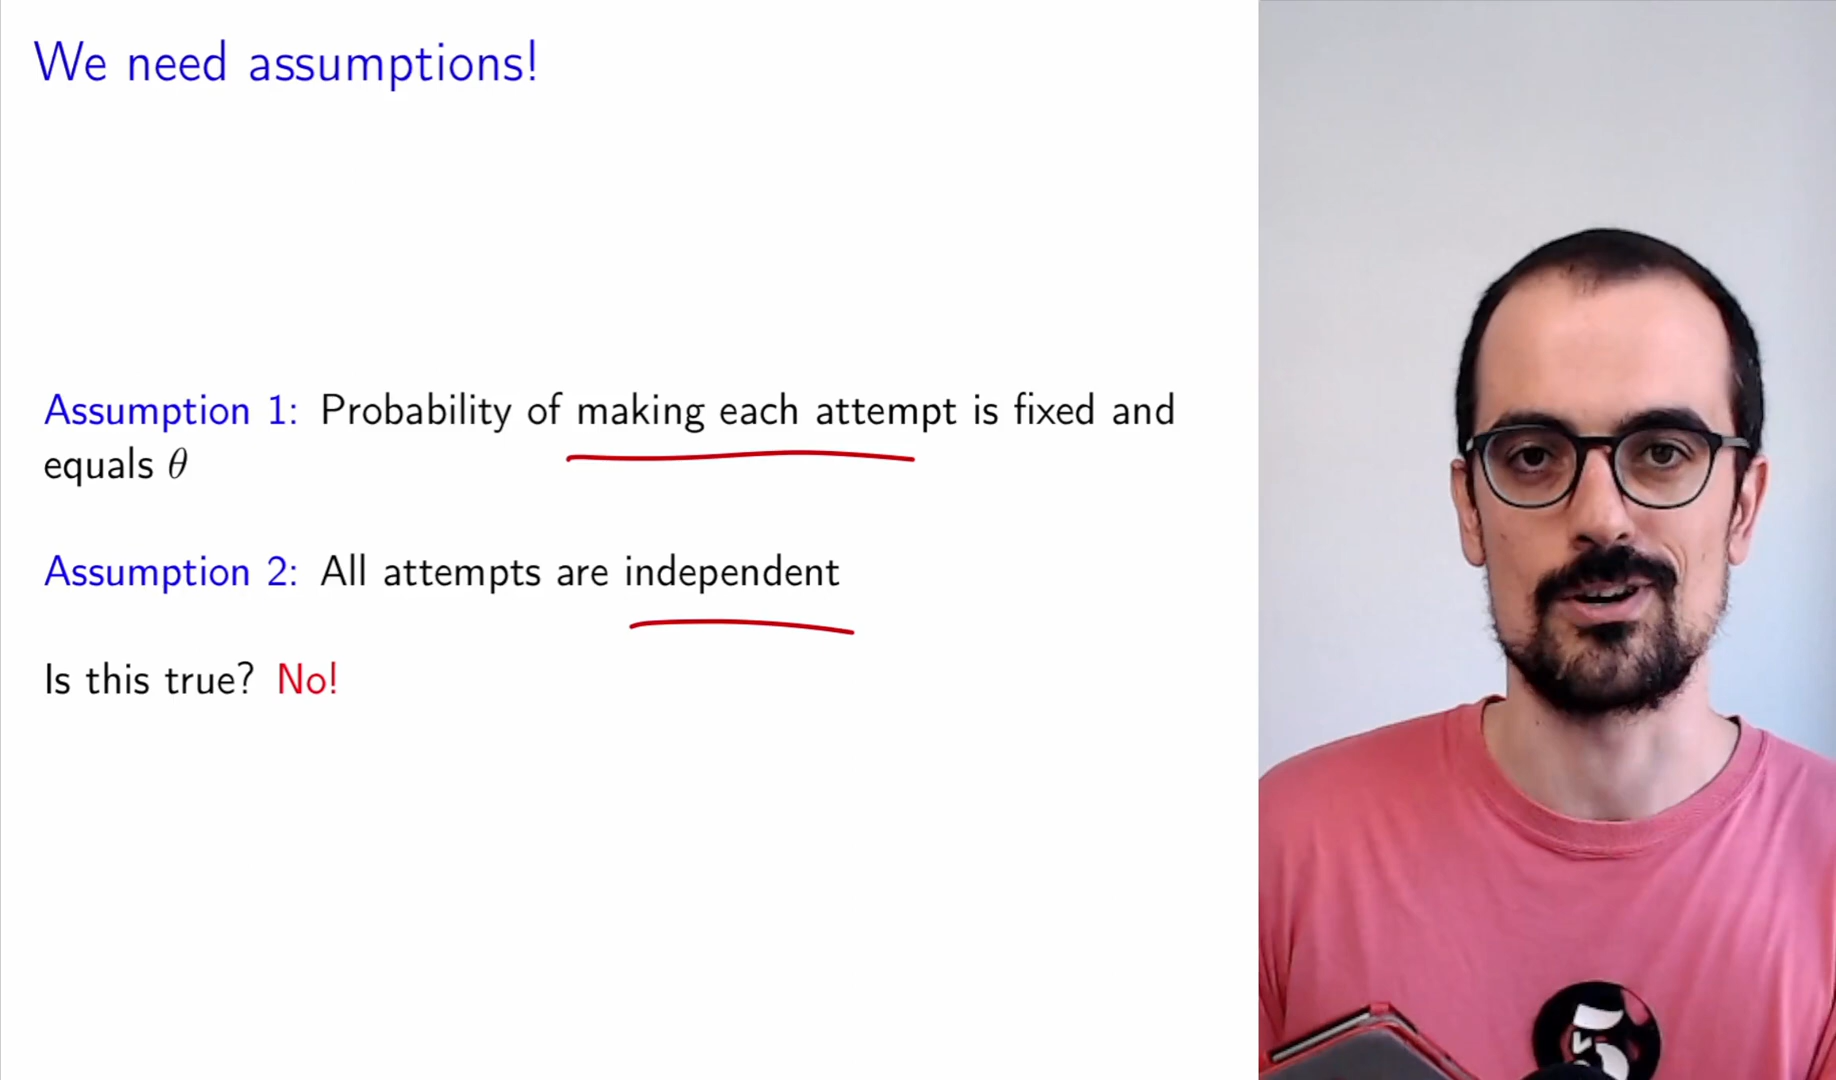 We need assumptions!
Assumption 1: Probability of making each attempt is fixed and
equals θ
Assumption 2: All attempts are independent
Is this true? No!
5